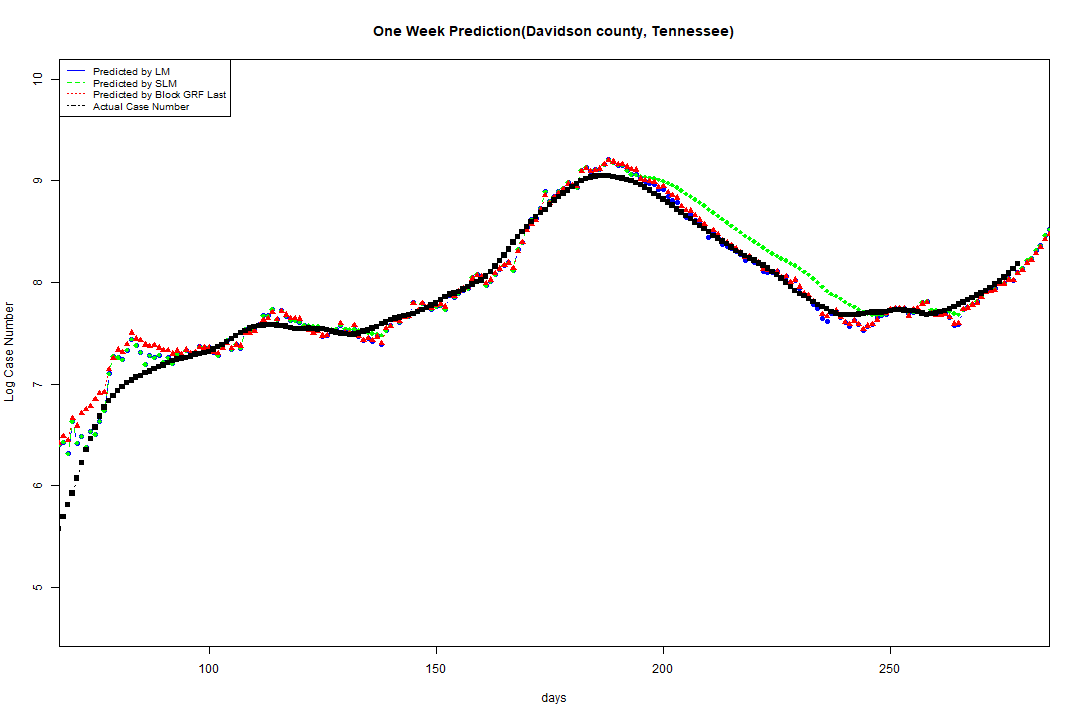 One Week Prediction(Davidson county, Tennessee)
Predicted by LM
Predicted by SLM
Predicted by Block GRF Last
Actual Case Number
10
9
8
7
6
5
Log Case Number
100
150
200
250
days